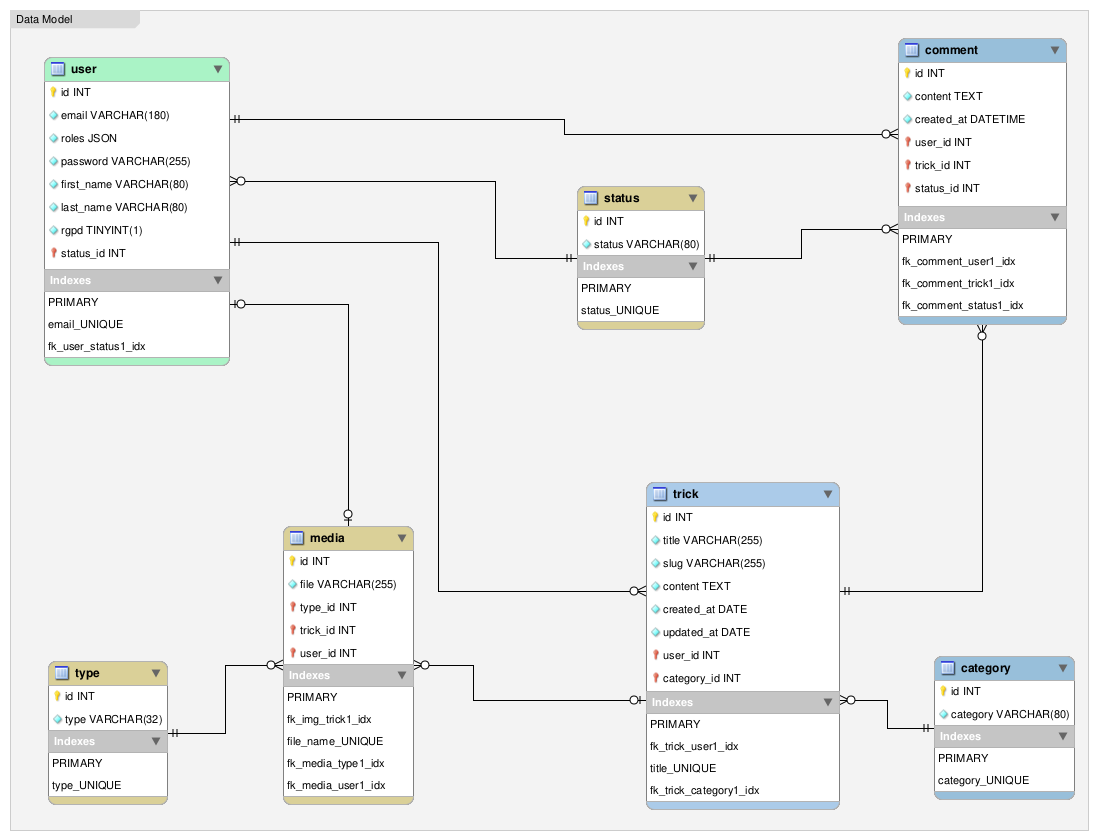 Data Model
user
id INT
email VARCHAR(180)
roles JSON
password VARCHAR(255)
first_name VARCHAR(80)
last_name VARCHAR(80)
rgpd TINYINT(1)
status_id INT
Indexes
PRIMARY
email_UNIQUE
fk_user_status1_idx
comment
id INT
content TEXT
created_at DATETIME
user_id INT
trick_id INT
status_id INT
Indexes
PRIMARY
fk_comment_user1_idx
fk_comment_trick1_idx
fk_comment_status1_idx
status
id INT
status VARCHAR(80)
Indexes
PRIMARY
status_UNIQUE
media
id INT
file VARCHAR(255)
type_id INT
trick_id INT
user_id INT
Indexes
PRIMARY
fk_img_trick1_idx
file_name_UNIQUE
fk_media_type1_idx
fk_media_user1_idx
trick
id INT
title VARCHAR(255)
slug VARCHAR(255)
content TEXT
created_at DATE
updated_at DATE
user_id INT
category_id INT
Indexes
PRIMARY
fk_trick_user1_idx
title_UNIQUE
fk_trick_category1_idx
type
id INT
type VARCHAR(32)
Indexes
PRIMARY
type_UNIQUE
category
id INT
category VARCHAR(80)
Indexes
PRIMARY
category_UNIQUE